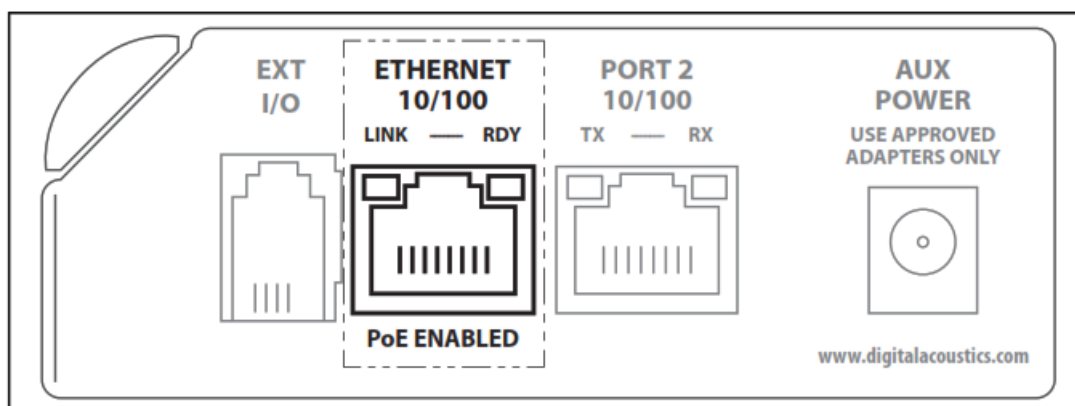 EXT
I/O
ETHERNET
10/100
LINK — RDY
PoE ENABLED
PORT 2
10/100
TX — RX
AUX
POWER
USE APPROVED
ADAPTERS ONLY
www.digitalacoustics.com